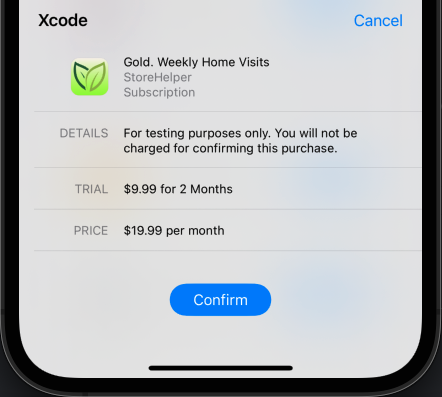 Xcode
Cancel
Gold. Weekly Home Visits
StoreHelper
Subscription
DETAILS
For testing purposes only. You will not be
charged for confirming this purchase.
TRIAL
$9.99 for 2 Months
PRICE
$19.99 per month
Confirm